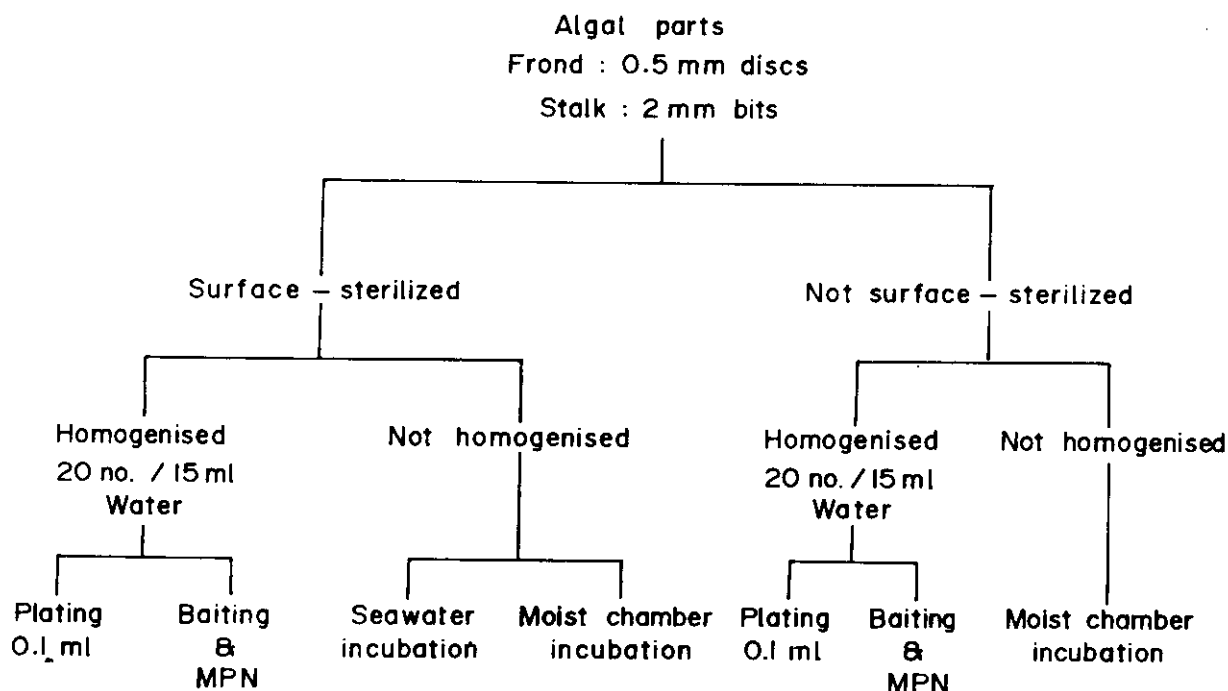 Algal parts
Frond : 0.5 mm discs
Stalk : 2 mm bits
Surface – sterilized
Not surface – sterilized
Homogenised
20 no. / 15 ml
Water
Not homogenised
Homogenised
20 no. / 15 ml
Water
Not homogenised
Plating
0.1 ml
Baiting
&
MPN
Seawater
incubation
Moist chamber
incubation
Plating
0.1 ml
Baiting
&
MPN
Moist chamber
incubation